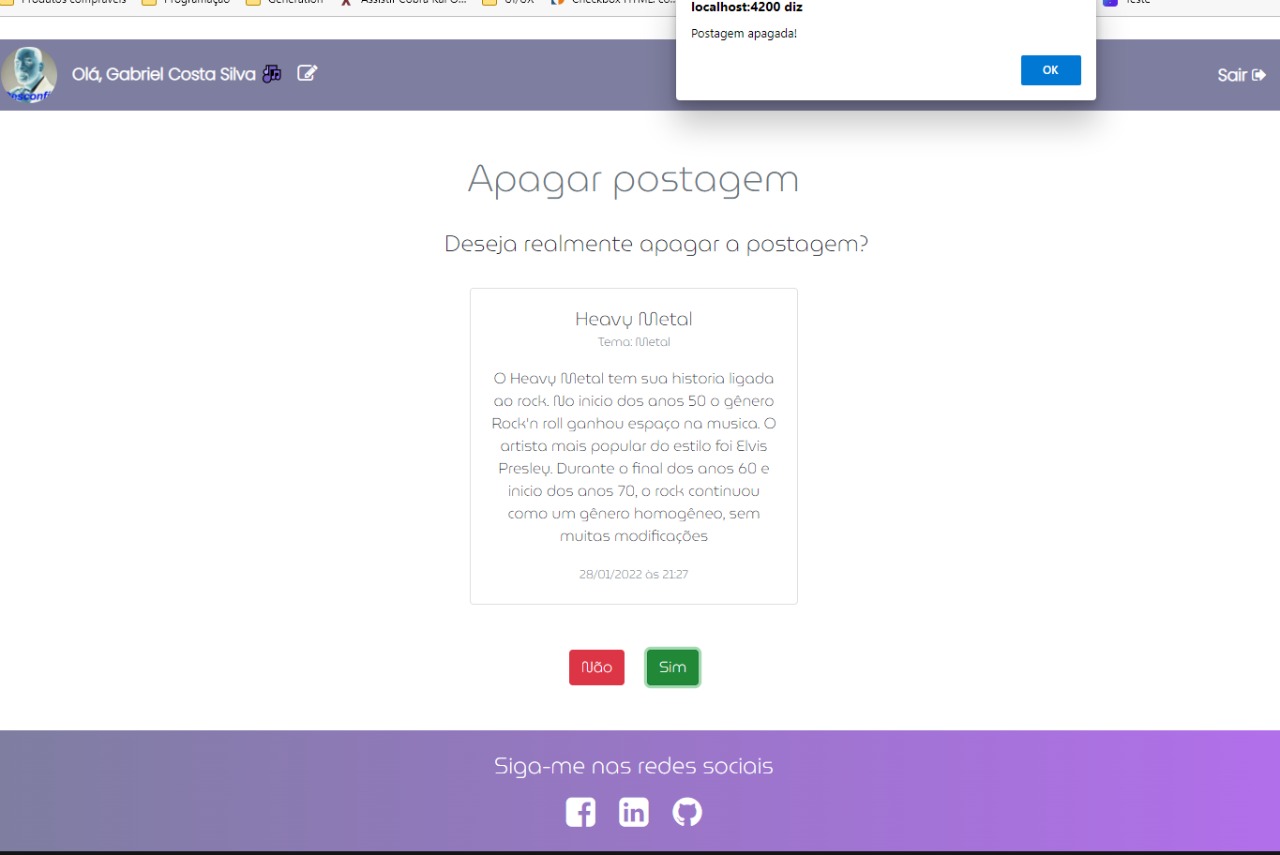 Produtos compráveis Programação Generation Assistir Cobra Kai O... UI/UX Checkbox HTML co... Teste
localhost:4200 diz
Postagem apagada!
OK
Olá, Gabriel Costa Silva
Sair
Apagar postagem
Deseja realmente apagar a postagem?
Heavy Metal
Tema: Metal
O Heavy Metal tem sua historia ligada
ao rock. No inicio dos anos 50 o gênero
Rock'n roll ganhou espaço na musica. O
artista mais popular do estilo foi Elvis
Presley. Durante o final dos anos 60 e
inicio dos anos 70, o rock continuou
como um gênero homogêneo, sem
muitas modificações
28/01/2022 às 21:27
Não
Sim
Siga-me nas redes sociais